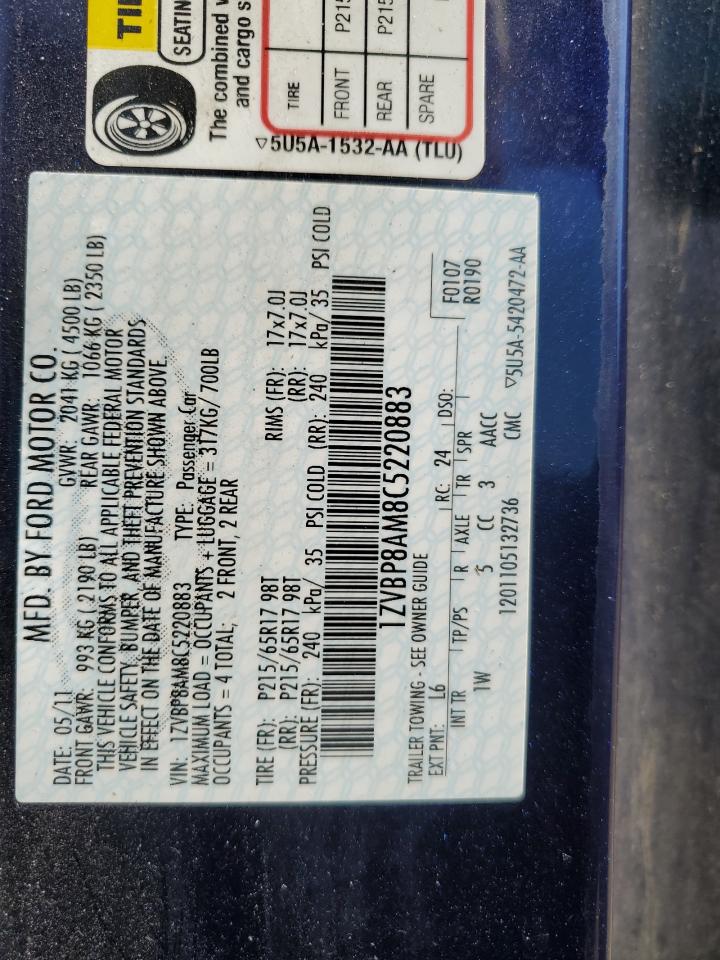 TI
SEATIN
The combined w
and cargo s
TIRE
FRONT P215
REAR P215
SPARE
▽5U5A-1532-AA (TLU)
MFD. BY FORD MOTOR CO.
DATE: 05/11 GVWR: 2041 KG ( 4500 LB)
FRONT GAWR: 993 KG ( 2190 LB) REAR GAWR: 1066 KG ( 2350 LB)
THIS VEHICLE CONFORMS TO ALL APPLICABLE FEDERAL MOTOR
VEHICLE SAFETY, BUMPER, AND THEFT PREVENTION STANDARDS
IN EFFECT ON THE DATE OF MANUFACTURE SHOWN ABOVE.
VIN: 1ZVBP8AM8C5220883 TYPE: Passenger Car
MAXIMUM LOAD = OCCUPANTS + LUGGAGE = 317KG/ 700LB
OCCUPANTS = 4 TOTAL; 2 FRONT, 2 REAR
TIRE (FR): P215/65R17 98T RIMS (FR): 17x7.0J
(RR): P215/65R17 98T (RR): 17x7.0J
PRESSURE (FR): 240 kPa/ 35 PSI COLD (RR): 240 kPa/ 35 PSI COLD
1ZVBP8AM8C5220883
TRAILER TOWING - SEE OWNER GUIDE F0107
EXT PNT: L6 RC: 24 DSO: R0190
INT TR TP/PS R AXLE TR SPR
1W 5 CC 3 AACC
1201105132736 CMC ▽5U5A-5420472-AA